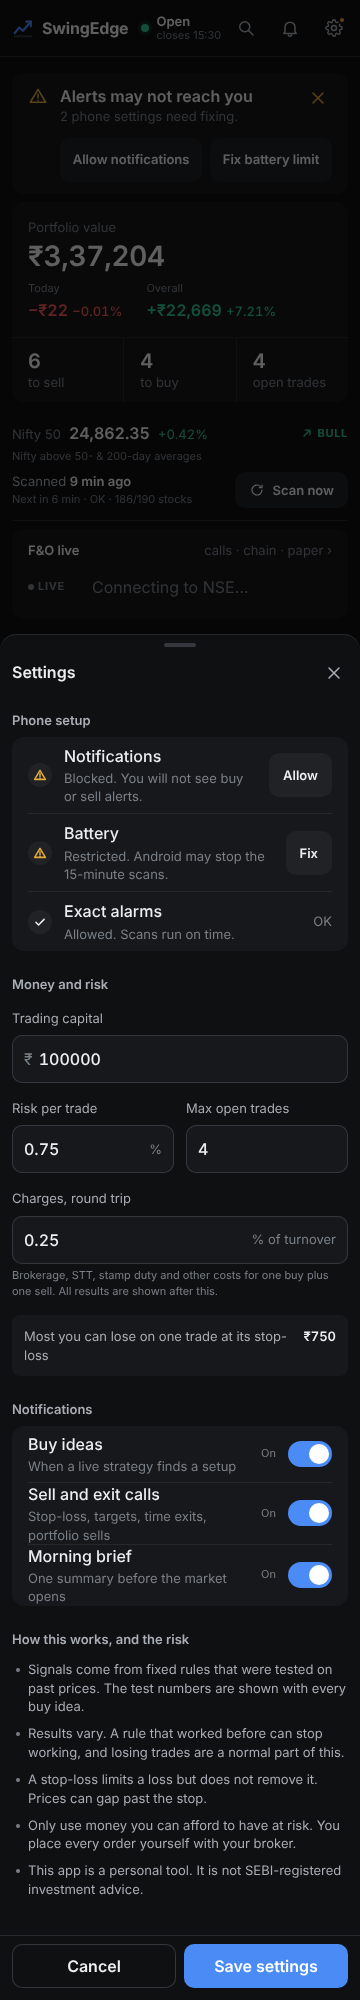 SwingEdge
Open
closes 15:30
Alerts may not reach you
2 phone settings need fixing.
Allow notifications
Fix battery limit
Portfolio value
₹3,37,204
Today
Overall
−₹22 −0.01%
+₹22,669 +7.21%
6
4
4
to sell
to buy
open trades
Nifty 50 24,862.35 +0.42%
↗ BULL
Nifty above 50- & 200-day averages
Scanned 9 min ago
Next in 6 min · OK · 186/190 stocks
Scan now
F&O live
calls · chain · paper ›
LIVE
Connecting to NSE...
Settings
Phone setup
Notifications
Blocked. You will not see buy
or sell alerts.
Allow
Battery
Restricted. Android may stop the
15-minute scans.
Fix
Exact alarms
Allowed. Scans run on time.
OK
Money and risk
Trading capital
₹ 100000
Risk per trade
Max open trades
0.75 %
4
Charges, round trip
0.25 % of turnover
Brokerage, STT, stamp duty and other costs for one buy plus
one sell. All results are shown after this.
Most you can lose on one trade at its stop-
loss
₹750
Notifications
Buy ideas
When a live strategy finds a setup
On
Sell and exit calls
Stop-loss, targets, time exits,
portfolio sells
On
Morning brief
One summary before the market
opens
On
How this works, and the risk
• Signals come from fixed rules that were tested on
past prices. The test numbers are shown with every
buy idea.
• Results vary. A rule that worked before can stop
working, and losing trades are a normal part of this.
• A stop-loss limits a loss but does not remove it.
Prices can gap past the stop.
• Only use money you can afford to have at risk. You
place every order yourself with your broker.
• This app is a personal tool. It is not SEBI-registered
investment advice.
Cancel
Save settings